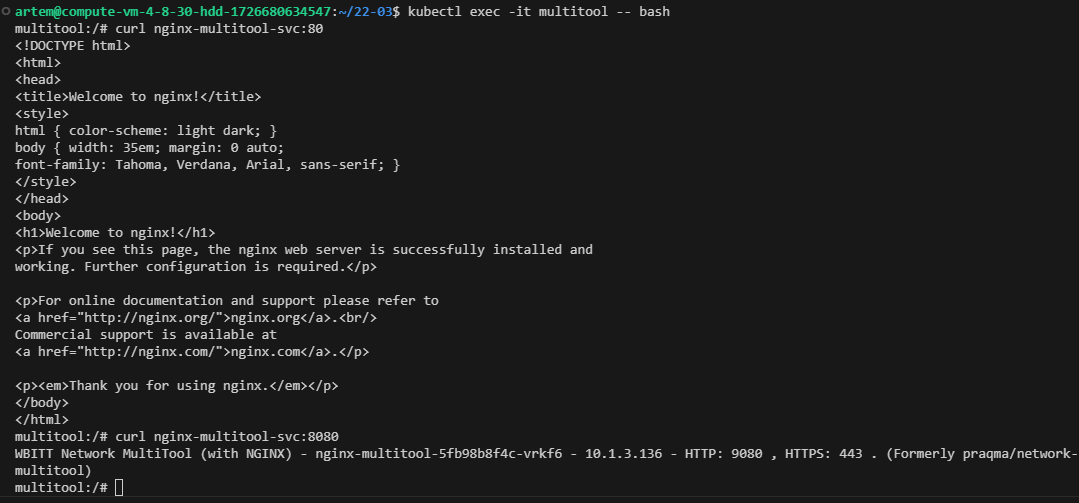 artem@compute-vm-4-8-30-hdd-1726680634547:~/22-03$ kubectl exec -it multitool -- bash
multitool:/# curl nginx-multitool-svc:80
<!DOCTYPE html>
<html>
<head>
<title>Welcome to nginx!</title>
<style>
html { color-scheme: light dark; }
body { width: 35em; margin: 0 auto;
font-family: Tahoma, Verdana, Arial, sans-serif; }
</style>
</head>
<body>
<h1>Welcome to nginx!</h1>
<p>If you see this page, the nginx web server is successfully installed and
working. Further configuration is required.</p>

<p>For online documentation and support please refer to
<a href="http://nginx.org/">nginx.org</a>.<br/>
Commercial support is available at
<a href="http://nginx.com/">nginx.com</a>.</p>

<p><em>Thank you for using nginx.</em></p>
</body>
</html>
multitool:/# curl nginx-multitool-svc:8080
WBITT Network MultiTool (with NGINX) - nginx-multitool-5fb98b8f4c-vrkf6 - 10.1.3.136 - HTTP: 9080 , HTTPS: 443 . (Formerly praqma/network-
multitool)
multitool:/#